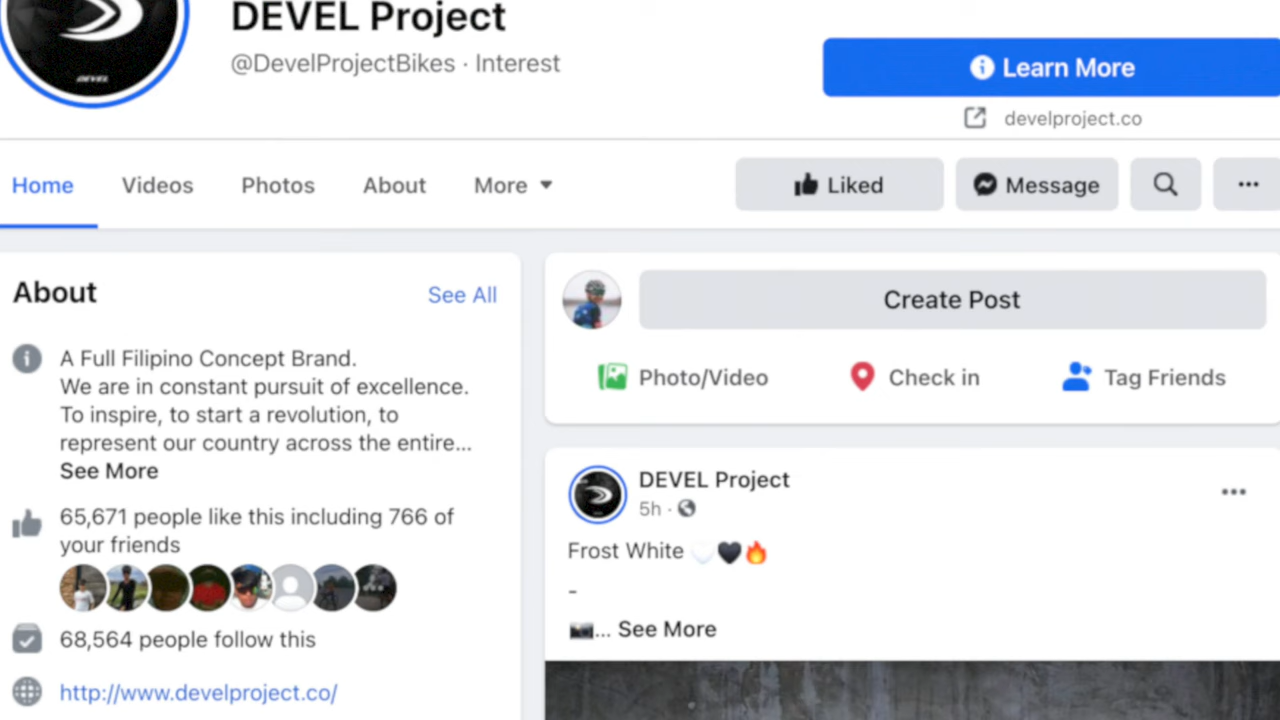 DEVEL Project
DEVEL
@DevelProjectBikes · Interest
Learn More
develproject.co
Home
Videos
Photos
About
More
Liked
Message
About
See All
A Full Filipino Concept Brand.
We are in constant pursuit of excellence.
To inspire, to start a revolution, to
represent our country across the entire...
See More
65,671 people like this including 766 of
your friends
68,564 people follow this
http://www.develproject.co/
Create Post
Photo/Video
Check in
Tag Friends
DEVEL Project
5h ·
Frost White 🤍🖤🔥
-
📷... See More